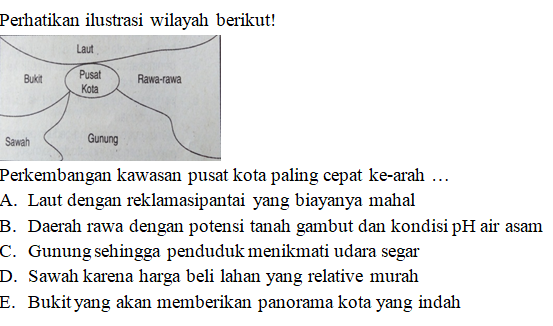 Perhatikan ilustrasi wilayah berikut!
Laut
Bukit
Pusat
Kota
Rawa-rawa
Sawah
Gunung
Perkembangan kawasan pusat kota paling cepat ke-arah …
A. Laut dengan reklamasipantai yang biayanya mahal
B. Daerah rawa dengan potensi tanah gambut dan kondisi pH air asam
C. Gunung sehingga penduduk menikmati udara segar
D. Sawah karena harga beli lahan yang relative murah
E. Bukit yang akan memberikan panorama kota yang indah